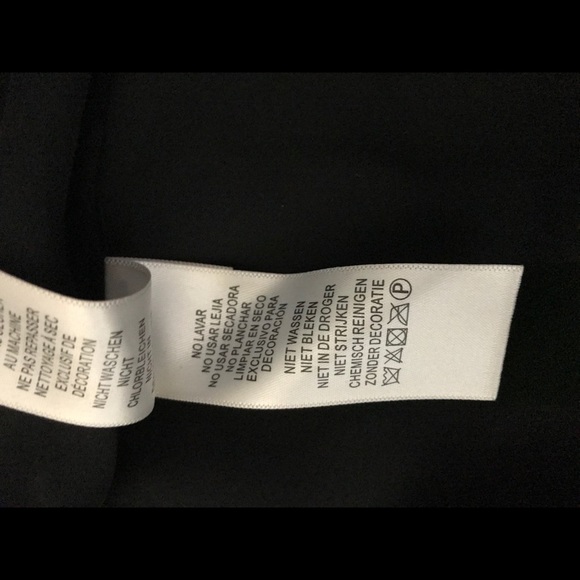 AU MACHINE
NE PAS REPASSER
NETTOYAGE A SEC
EXCLUSIF DE
DECORATION
NICHT WASCHEN
NICHT
CHLORBLEICHEN
NO LAVAR
NO USAR LEJIA
NO USAR SECADORA
NO PLANCHAR
LIMPIAR EN SECO
EXCLUSIVO PARA
DECORACIÓN
NIET WASSEN
NIET BLEKEN
NIET IN DE DROGER
NIET STRIJKEN
CHEMISCH REINIGEN
ZONDER DECORATIE
P